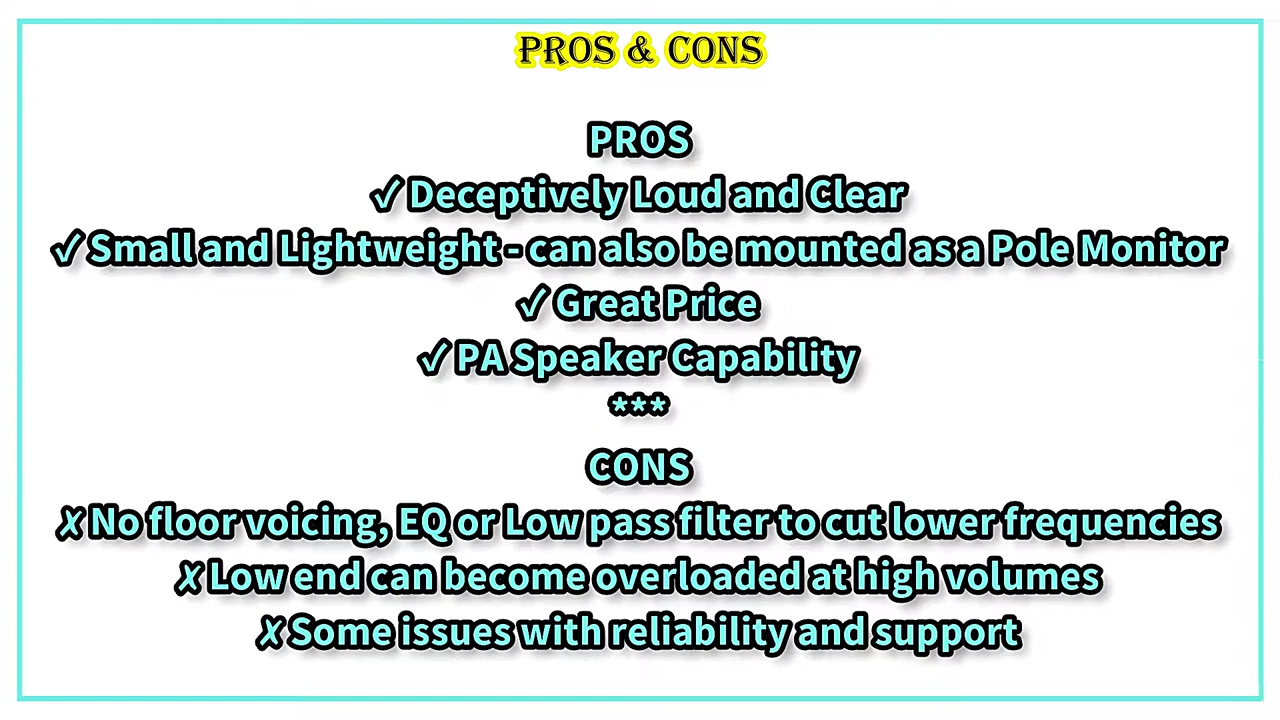 PROS & CONS
PROS
✓ Deceptively Loud and Clear
✓ Small and Lightweight - can also be mounted as a Pole Monitor
✓ Great Price
✓ PA Speaker Capability
***
CONS
✗ No floor voicing, EQ or Low pass filter to cut lower frequencies
✗ Low end can become overloaded at high volumes
✗ Some issues with reliability and support